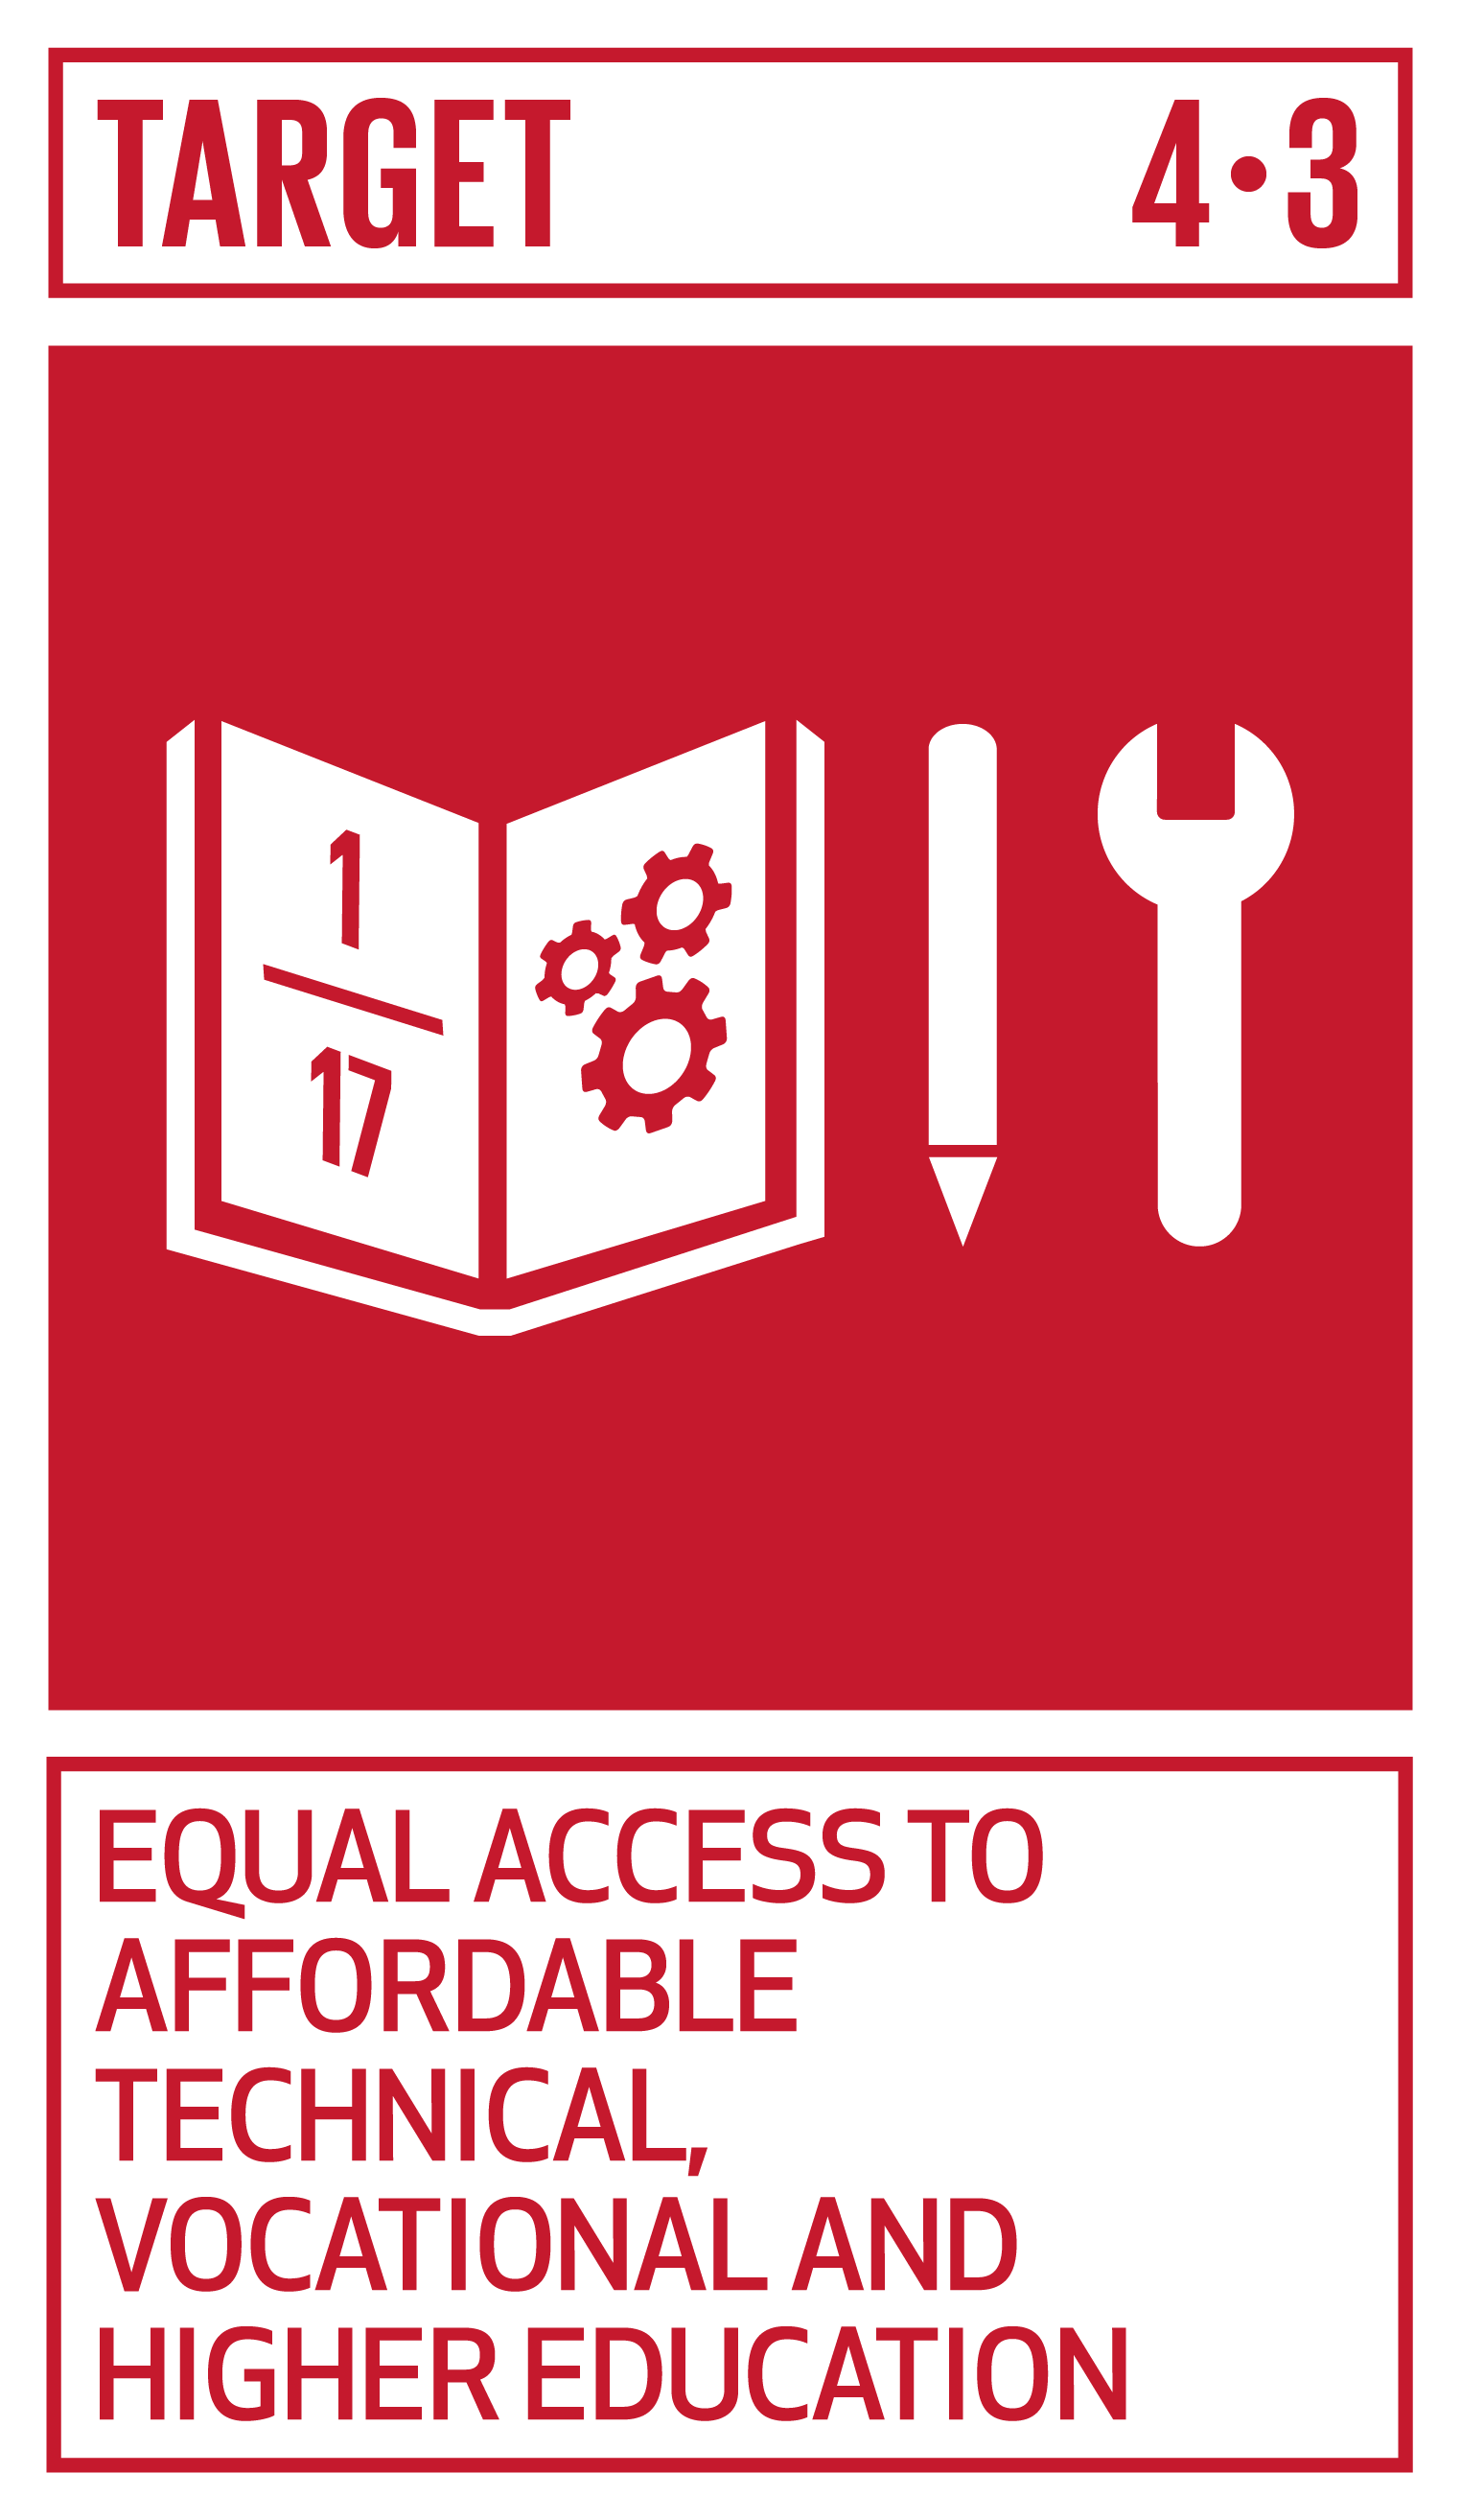 TARGET 4•3
1
17
EQUAL ACCESS TO
AFFORDABLE
TECHNICAL,
VOCATIONAL AND
HIGHER EDUCATION